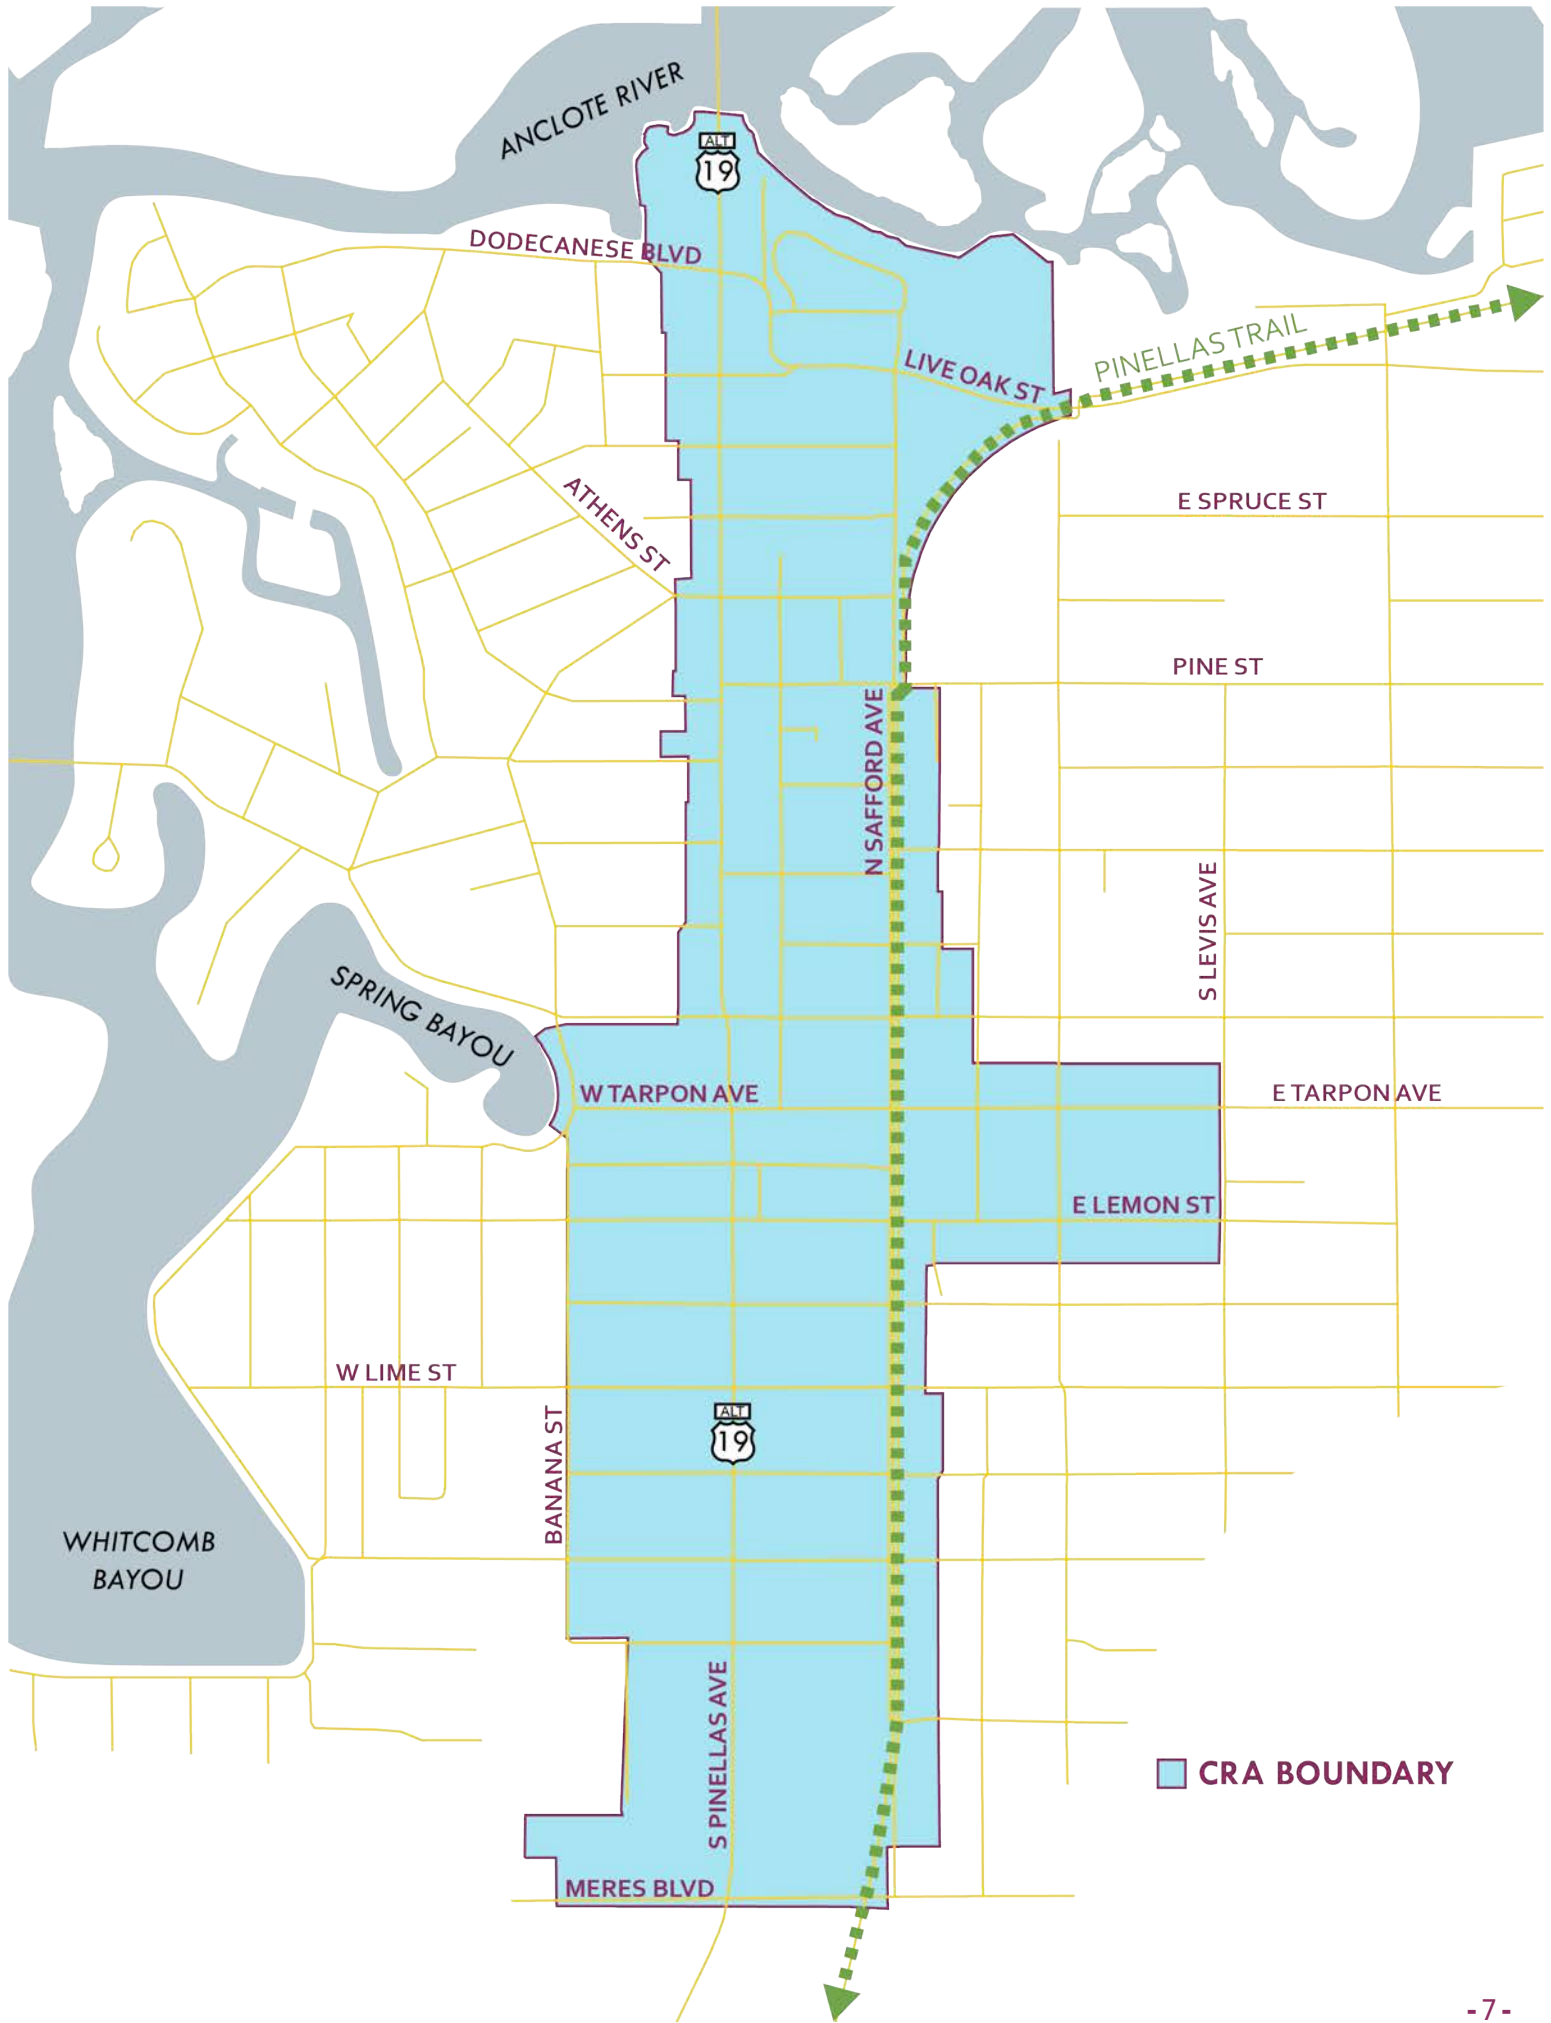 ANCLOTE RIVER
ALT
19
DODECANESE BLVD
PINELLAS TRAIL
LIVE OAK ST
ATHENS ST
E SPRUCE ST
PINE ST
N SAFFORD AVE
S LEVIS AVE
SPRING BAYOU
W TARPON AVE
E TARPON AVE
E LEMON ST
W LIME ST
BANANA ST
ALT
19
WHITCOMB
BAYOU
S PINELLAS AVE
CRA BOUNDARY
MERES BLVD
-7-